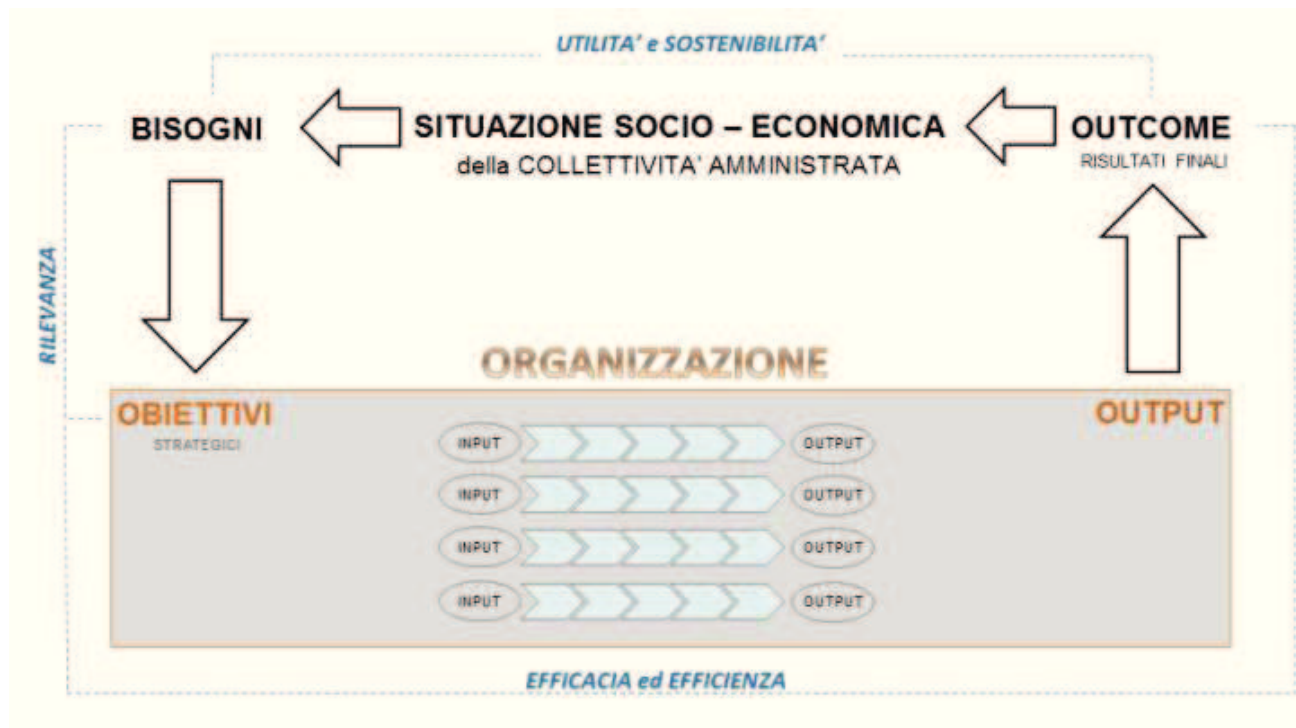 UTILITA’ e SOSTENIBILITA’
BISOGNI
SITUAZIONE SOCIO – ECONOMICA
della COLLETTIVITA’ AMMINISTRATA
OUTCOME
RISULTATI FINALI
RILEVANZA
ORGANIZZAZIONE
OBIETTIVI
STRATEGICI
OUTPUT
INPUT
OUTPUT
INPUT
OUTPUT
INPUT
OUTPUT
INPUT
OUTPUT
EFFICACIA ed EFFICIENZA